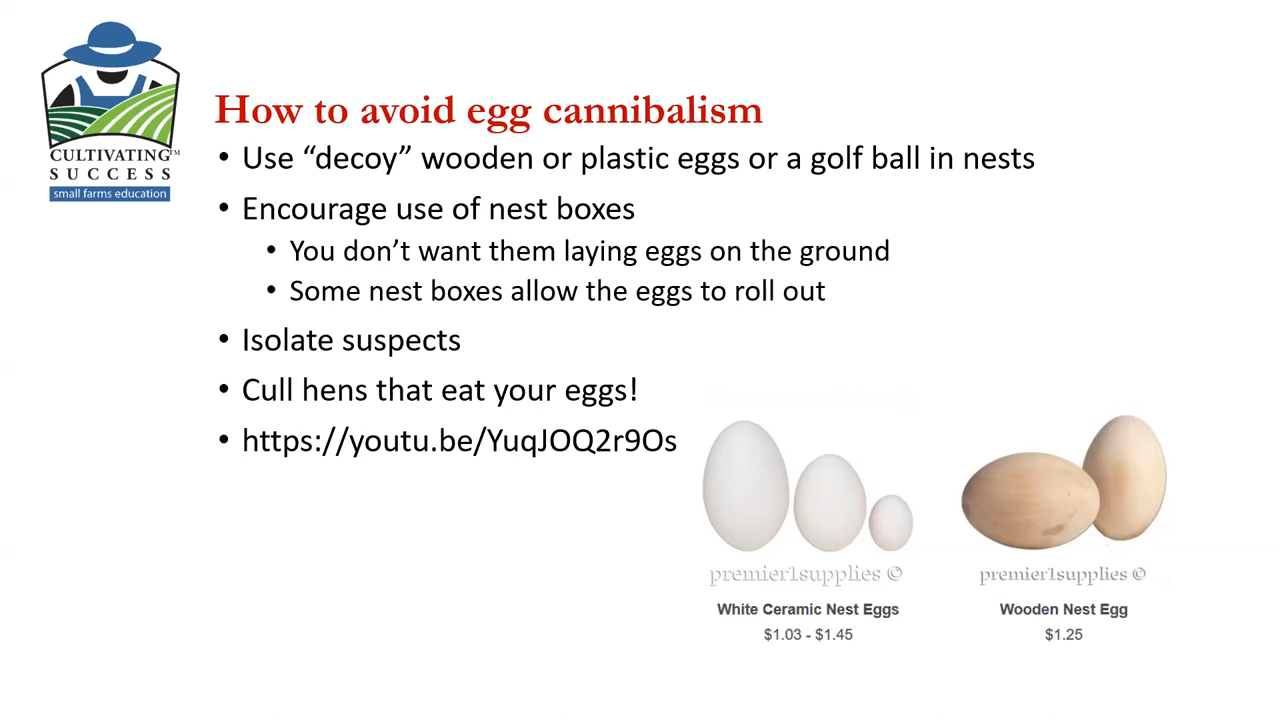 CULTIVATING™
SUCCESS
small farms education
How to avoid egg cannibalism
• Use “decoy” wooden or plastic eggs or a golf ball in nests
• Encourage use of nest boxes
• You don’t want them laying eggs on the ground
• Some nest boxes allow the eggs to roll out
• Isolate suspects
• Cull hens that eat your eggs!
• https://youtu.be/YuqJOQ2r9Os
premier1supplies ©
White Ceramic Nest Eggs
$1.03 - $1.45
premier1supplies ©
Wooden Nest Egg
$1.25